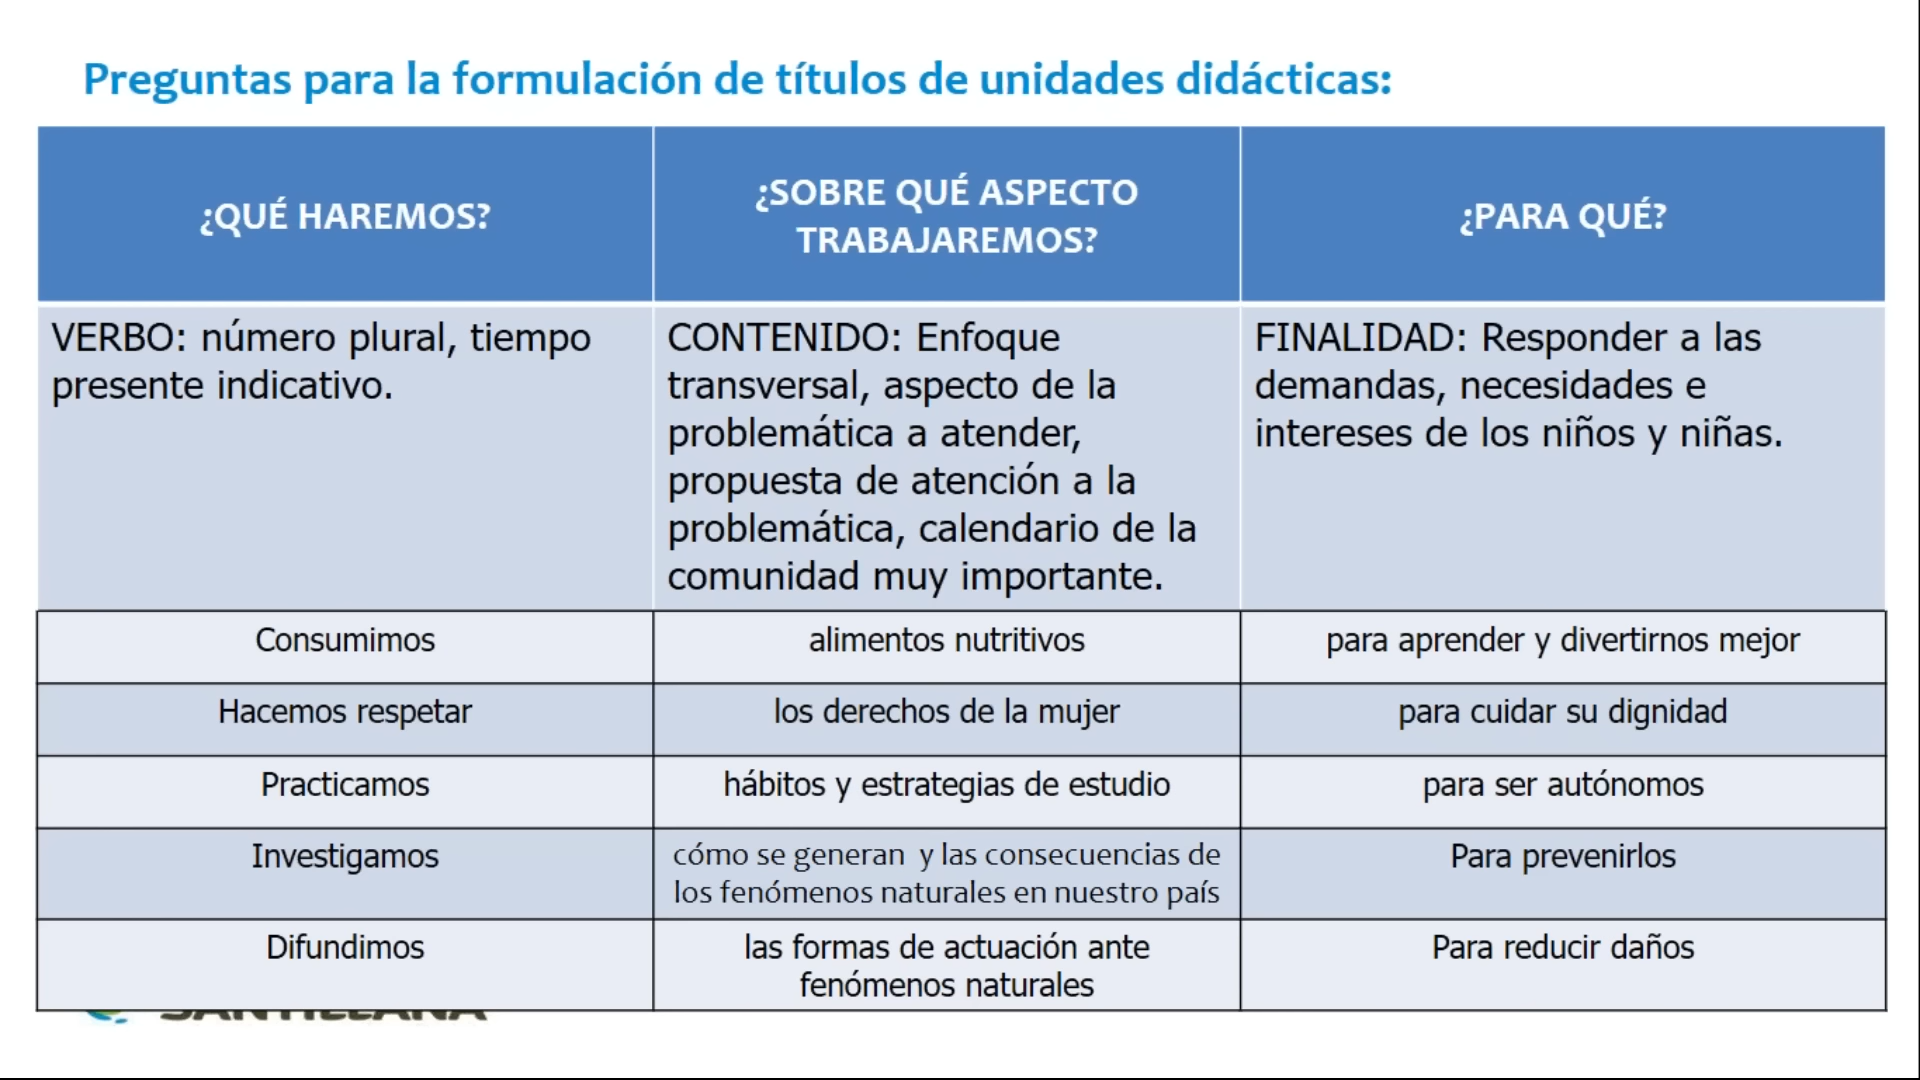 Preguntas para la formulación de títulos de unidades didácticas:
¿QUÉ HAREMOS?
¿SOBRE QUÉ ASPECTO
TRABAJAREMOS?
¿PARA QUÉ?
VERBO: número plural, tiempo
presente indicativo.
CONTENIDO: Enfoque
transversal, aspecto de la
problemática a atender,
propuesta de atención a la
problemática, calendario de la
comunidad muy importante.
FINALIDAD: Responder a las
demandas, necesidades e
intereses de los niños y niñas.
Consumimos
alimentos nutritivos
para aprender y divertirnos mejor
Hacemos respetar
los derechos de la mujer
para cuidar su dignidad
Practicamos
hábitos y estrategias de estudio
para ser autónomos
Investigamos
cómo se generan y las consecuencias de
los fenómenos naturales en nuestro país
Para prevenirlos
Difundimos
las formas de actuación ante
fenómenos naturales
Para reducir daños
SANTILLANA